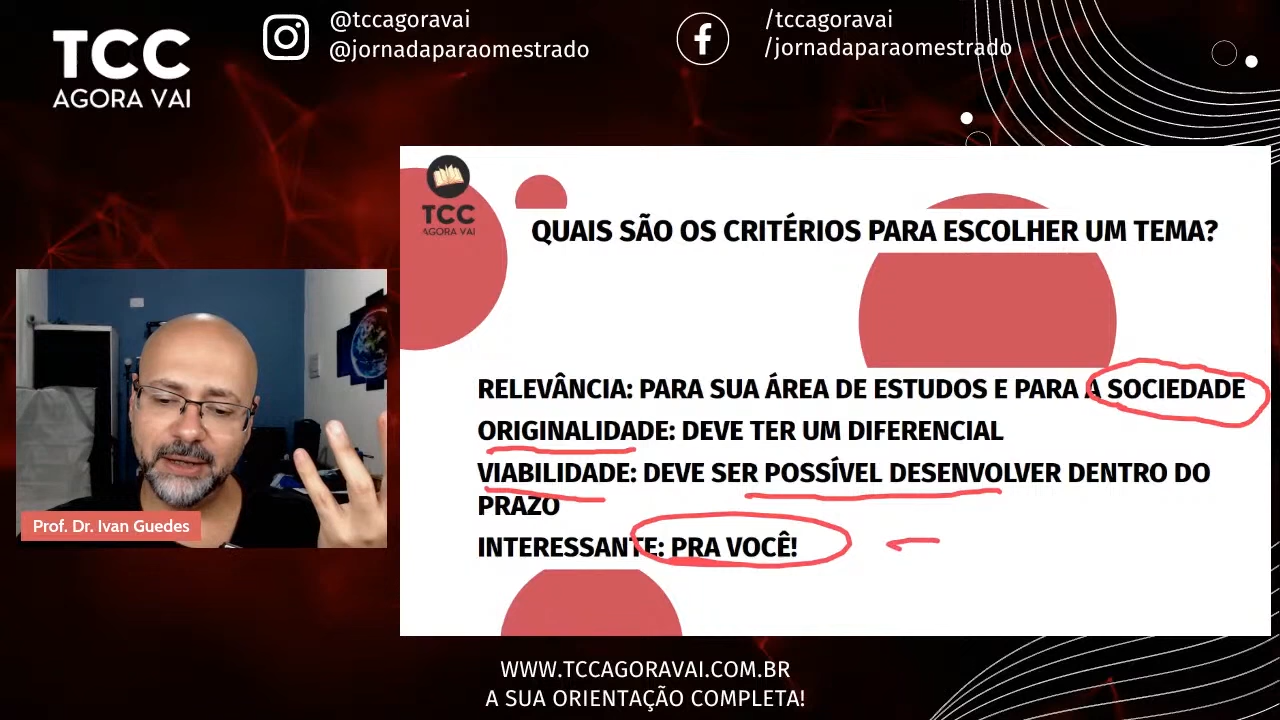 TCC
AGORA VAI
@tccagoravai
@jornadaparaomestrado
/tccagoravai
/jornadaparaomestrado
TCC
AGORA VAI
QUAIS SÃO OS CRITÉRIOS PARA ESCOLHER UM TEMA?
RELEVÂNCIA: PARA SUA ÁREA DE ESTUDOS E PARA A SOCIEDADE
ORIGINALIDADE: DEVE TER UM DIFERENCIAL
VIABILIDADE: DEVE SER POSSÍVEL DESENVOLVER DENTRO DO
PRAZO
INTERESSANTE: PRA VOCÊ!
Prof. Dr. Ivan Guedes
WWW.TCCAGORAVAI.COM.BR
A SUA ORIENTAÇÃO COMPLETA!